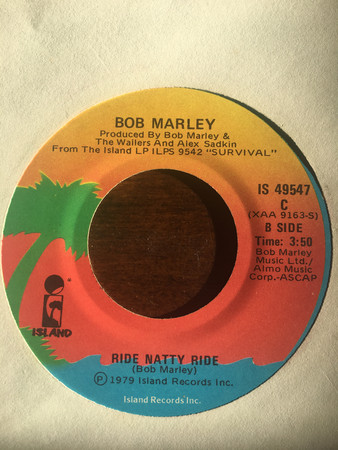 BOB MARLEY
Produced By Bob Marley &
The Wailers And Alex Sadkin
From The Island LP ILPS 9542 "SURVIVAL"
IS 49547
C
(XAA 9163-S)
B SIDE
Time: 3:50
Bob Marley
Music Ltd./
Almo Music
Corp.-ASCAP
ISLAND
RIDE NATTY RIDE
(Bob Marley)
Ⓟ 1979 Island Records Inc.
Island Records Inc.